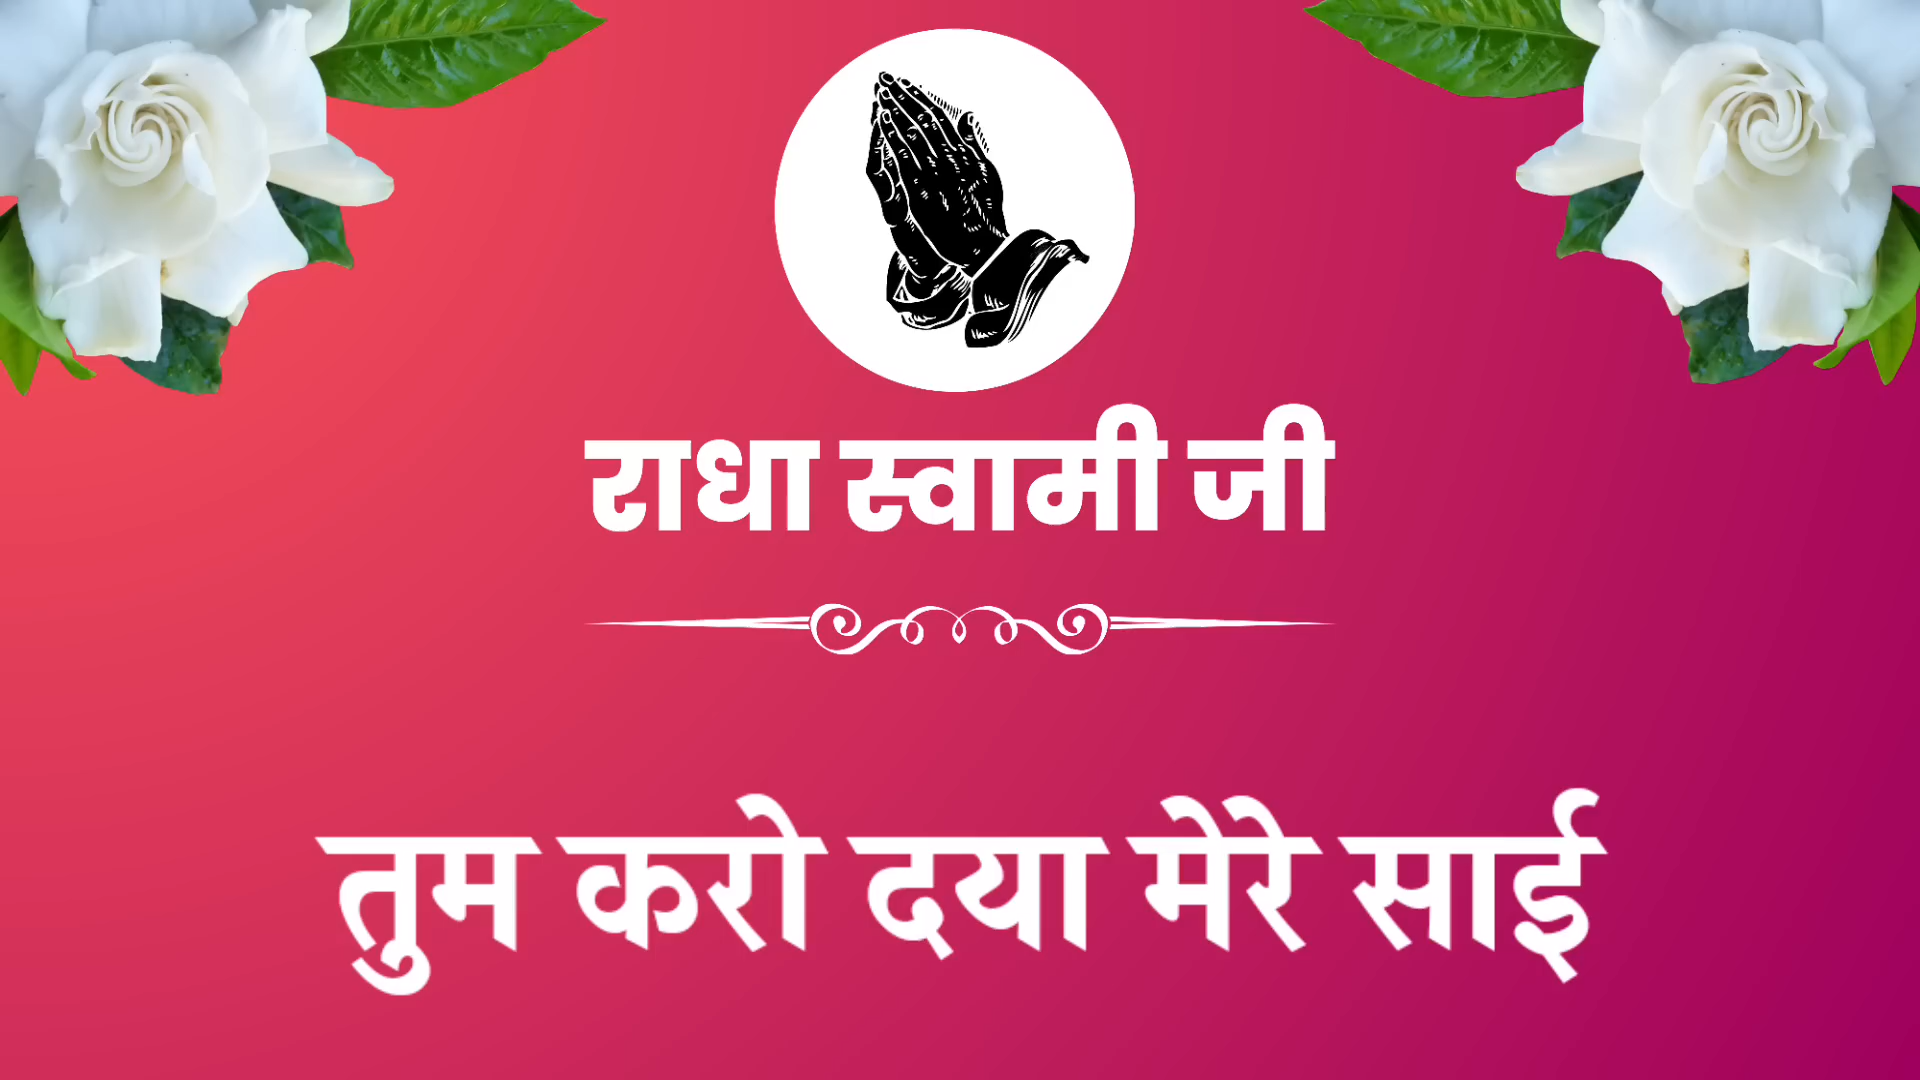 राधा स्वामी जी
तुम करो दया मेरे साई